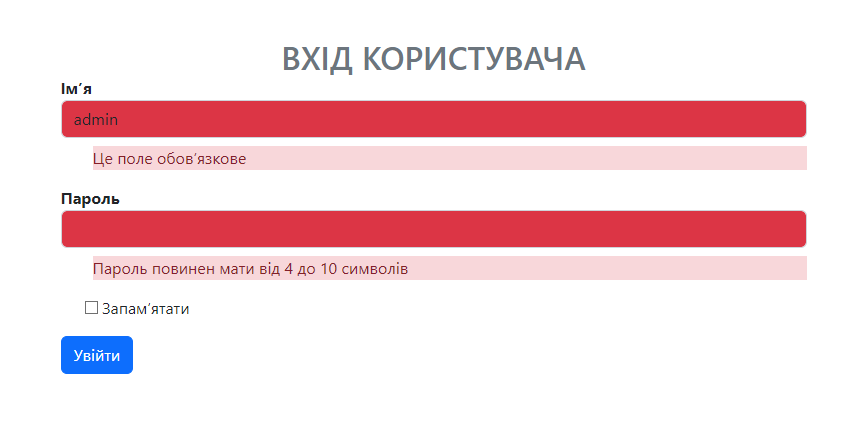 ВХІД КОРИСТУВАЧА
Ім’я
admin
Це поле обов’язкове
Пароль
Пароль повинен мати від 4 до 10 символів
Запам’ятати
Увійти